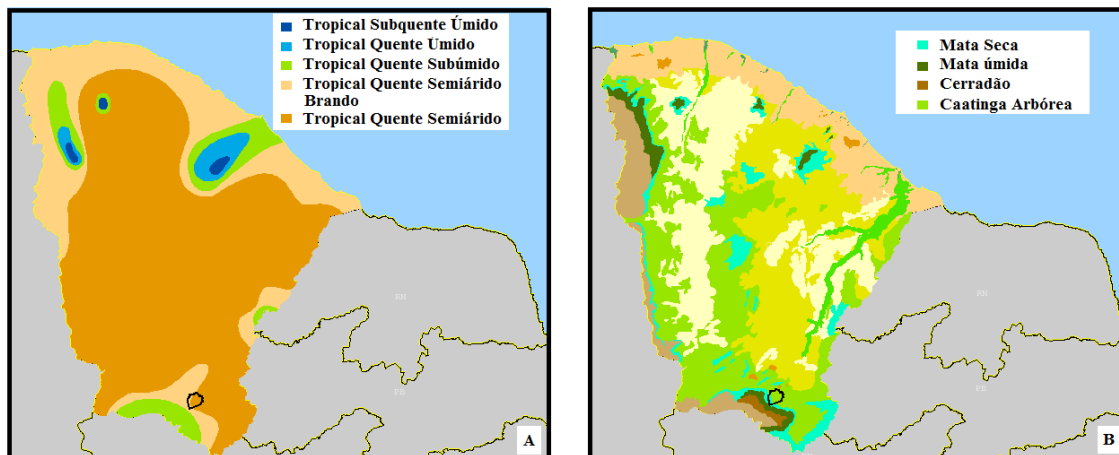 Tropical Subquente Úmido
Tropical Quente Úmido
Tropical Quente Subúmido
Tropical Quente Semiárido
Brando
Tropical Quente Semiárido
RN
PB
A
Mata Seca
Mata úmida
Cerradão
Caatinga Arbórea
RN
PB
B